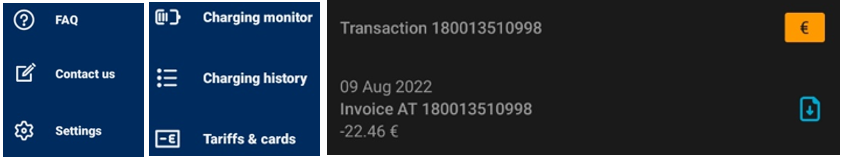 FAQ
Contact us
Settings
Charging monitor
Charging history
Tariffs & cards
Transaction 180013510998
€
09 Aug 2022
Invoice AT 180013510998
-22.46 €